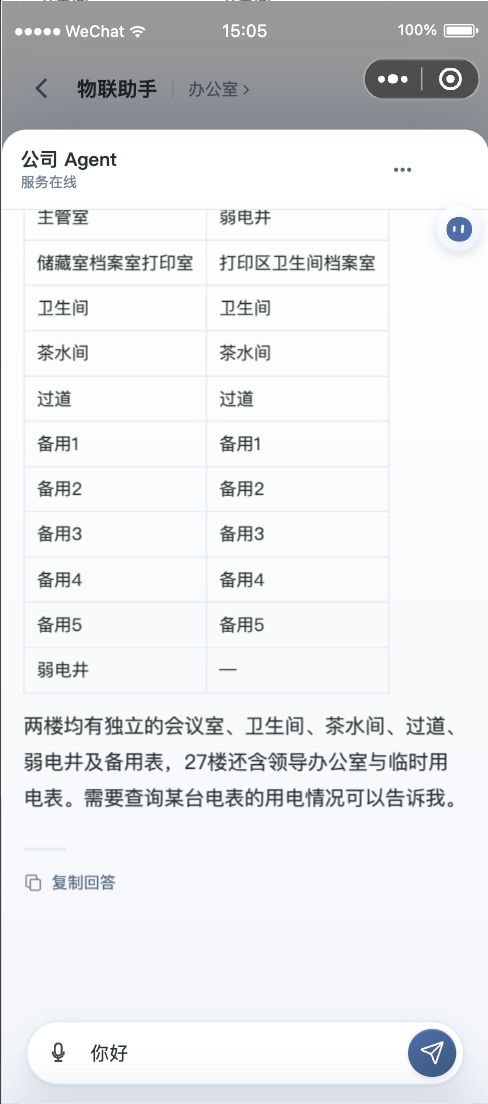 WeChat 15:05 100%
物联助手 办公室
公司 Agent
服务在线
主管室 弱电井
储藏室档案室打印室 打印区卫生间档案室
卫生间 卫生间
茶水间 茶水间
过道 过道
备用1 备用1
备用2 备用2
备用3 备用3
备用4 备用4
备用5 备用5
弱电井 —
两楼均有独立的会议室、卫生间、茶水间、过道、
弱电井及备用表，27楼还含领导办公室与临时用
电表。需要查询某台电表的用电情况可以告诉我。
复制回答
你好